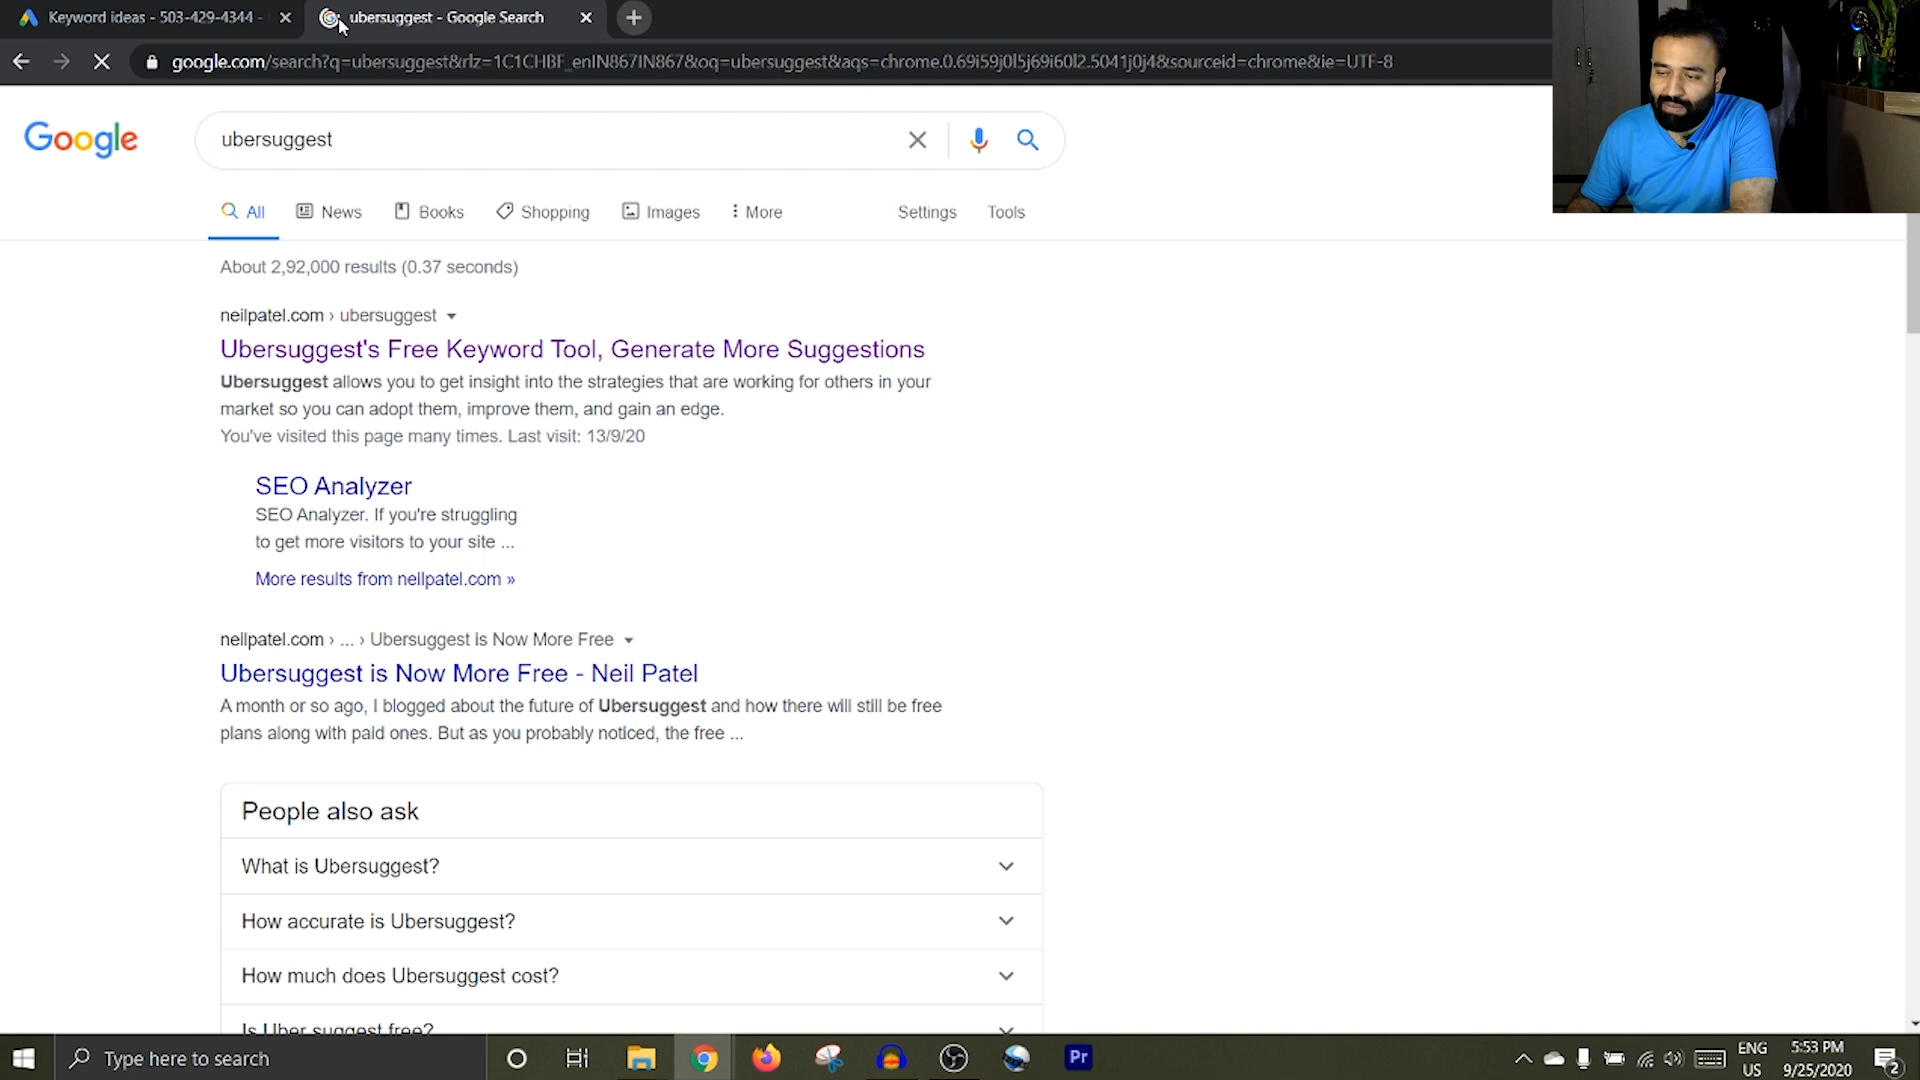 Keyword ideas - 503-429-4344 -
ubersuggest - Google Search
google.com/search?q=ubersuggest&rlz=1C1CHBF_enIN867IN867&oq=ubersuggest&aqs=chrome.0.69i59j0l5j69i60l2.5041j0j4&sourceid=chrome&ie=UTF-8
Google
ubersuggest
All
News
Books
Shopping
Images
More
Settings
Tools
About 2,92,000 results (0.37 seconds)
neilpatel.com › ubersuggest
Ubersuggest's Free Keyword Tool, Generate More Suggestions
Ubersuggest allows you to get insight into the strategies that are working for others in your
market so you can adopt them, improve them, and gain an edge.
You've visited this page many times. Last visit: 13/9/20
SEO Analyzer
SEO Analyzer. If you're struggling
to get more visitors to your site ...
More results from neilpatel.com »
neilpatel.com › ... › Ubersuggest Is Now More Free
Ubersuggest is Now More Free - Neil Patel
A month or so ago, I blogged about the future of Ubersuggest and how there will still be free
plans along with paid ones. But as you probably noticed, the free ...
People also ask
What is Ubersuggest?
How accurate is Ubersuggest?
How much does Ubersuggest cost?
Is Uber suggest free?
Type here to search
Pr
ENG
US
5:53 PM
9/25/2020
2